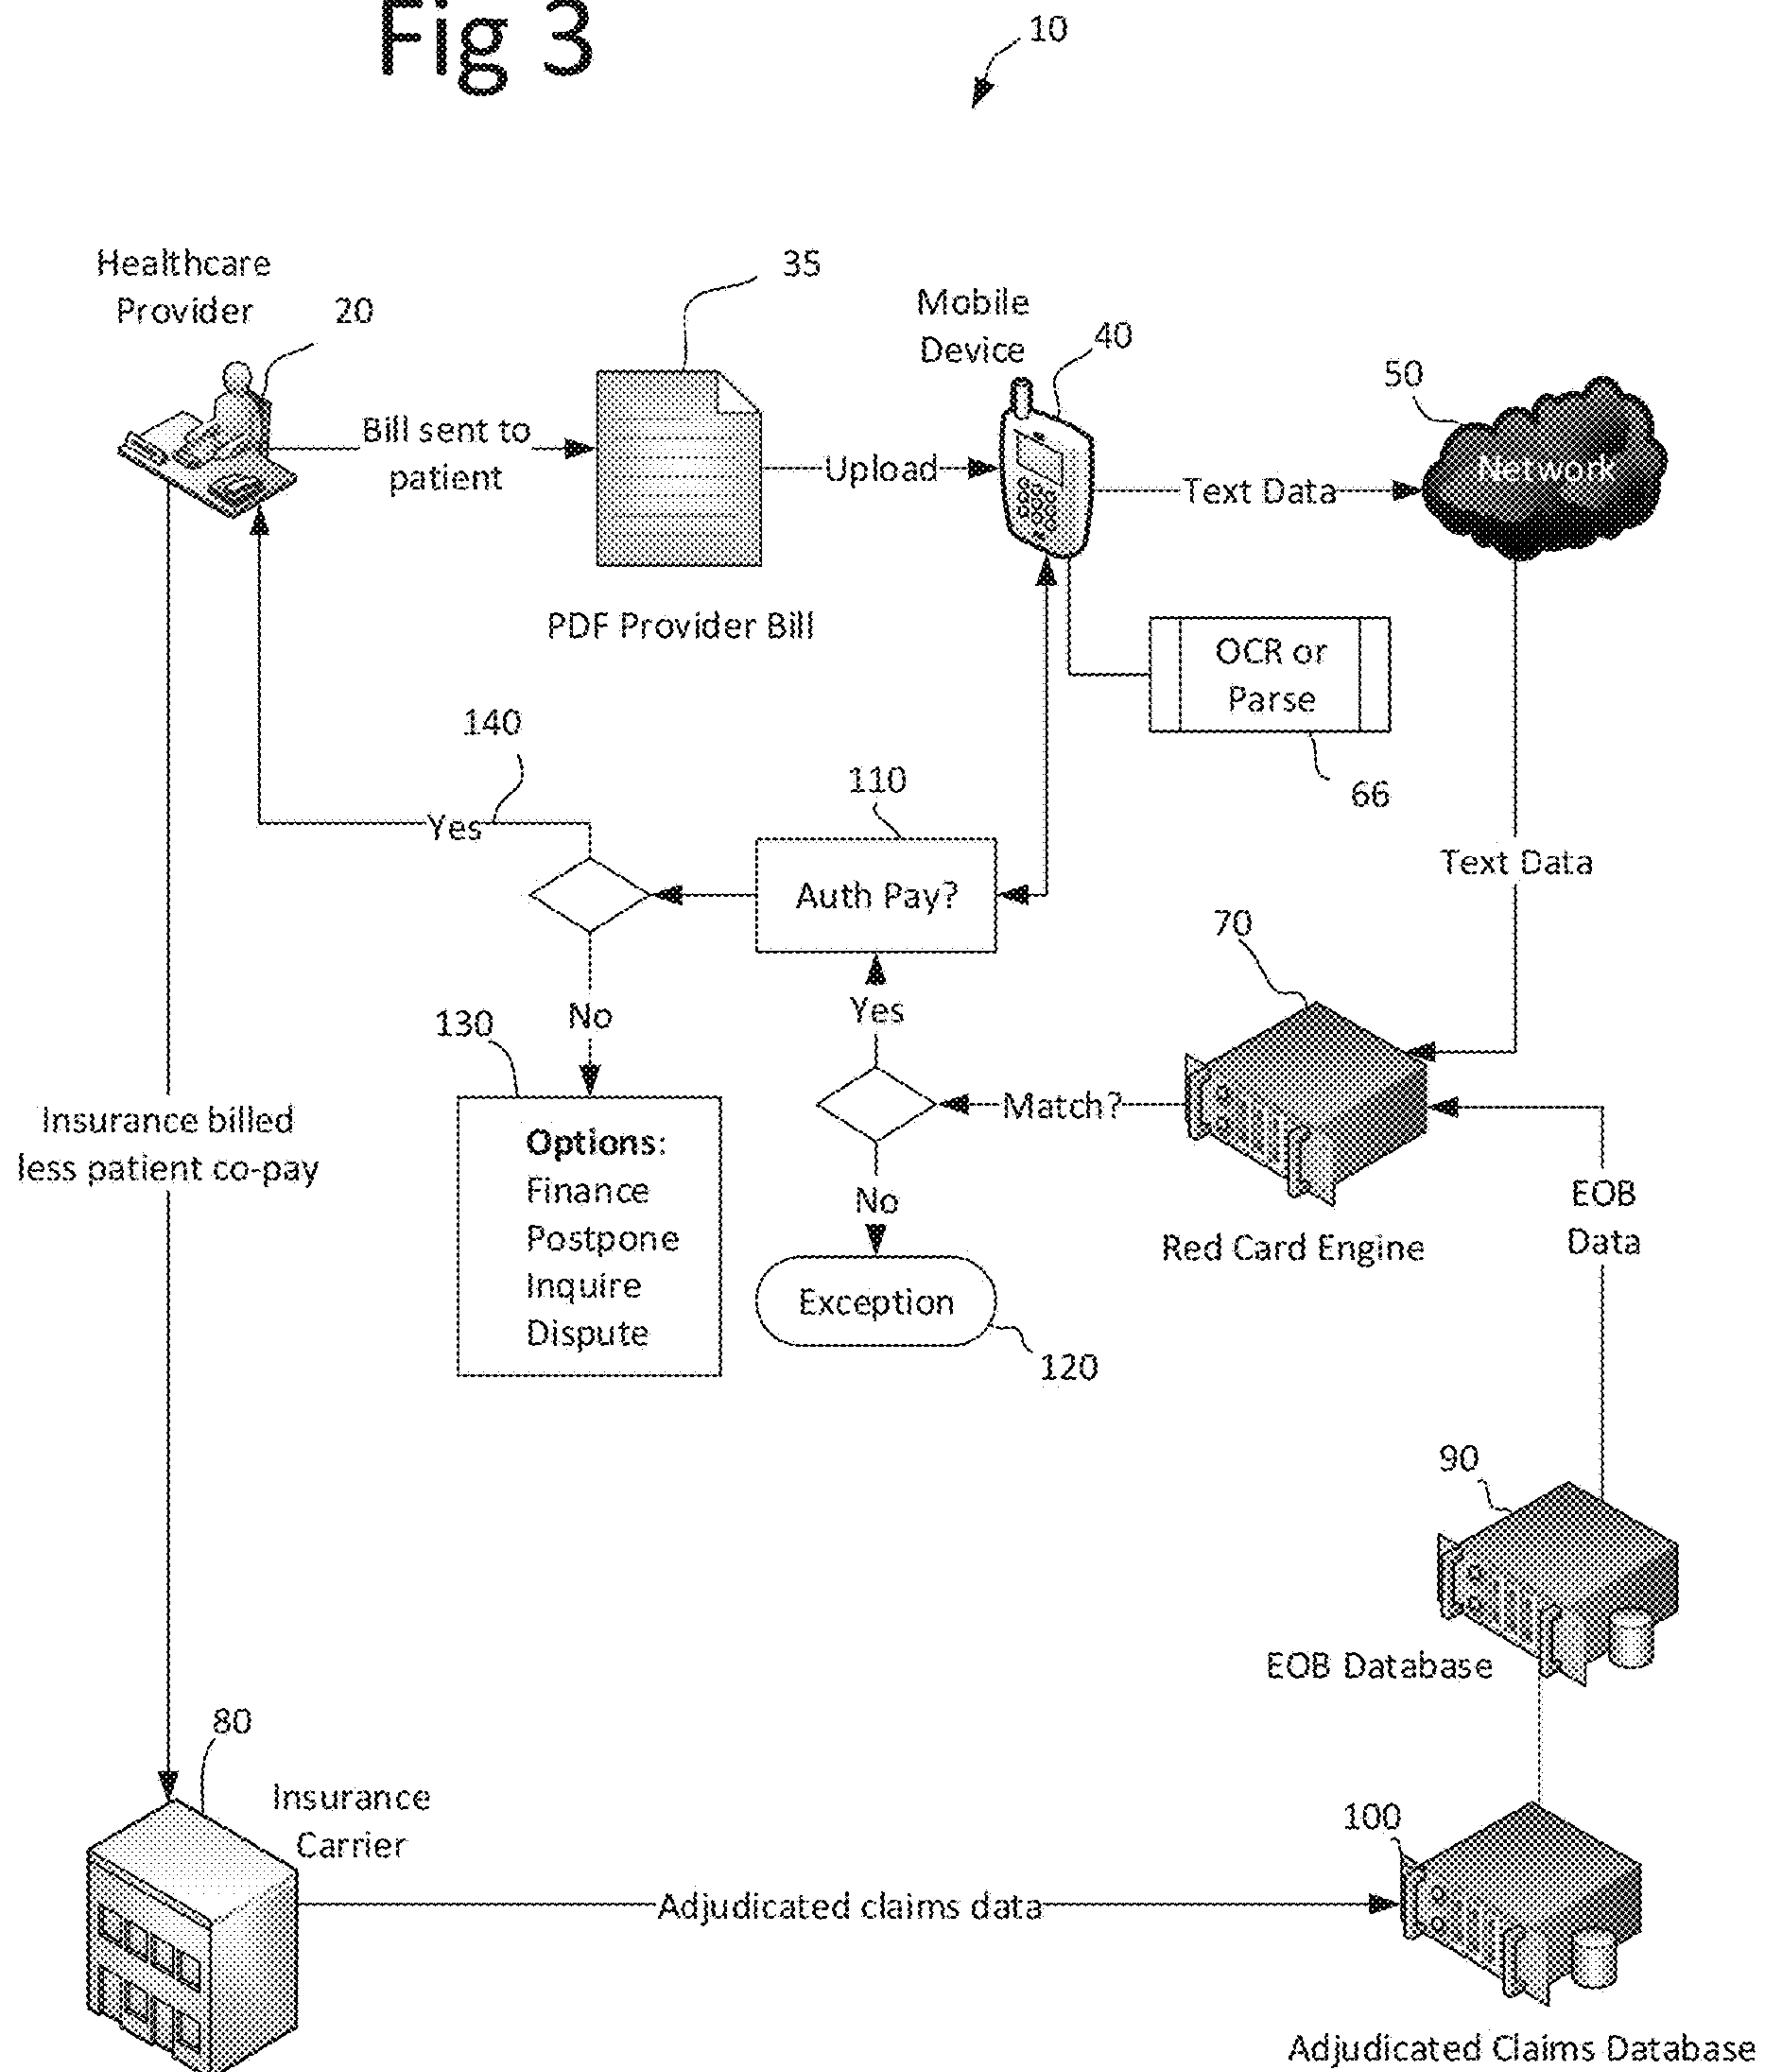 Fig 3
10
Healthcare
Provider
20
35
Mobile
Device
40
50
Bill sent to
patient
Upload
Text Data
Network
PDF Provider Bill
OCR or
Parse
66
140
110
Yes
Auth Pay?
Text Data
70
No
Yes
130
Match?
Insurance billed
less patient co-pay
Options:
Finance
Postpone
Inquire
Dispute
No
Exception
120
Red Card Engine
EOB
Data
90
EOB Database
80
Insurance
Carrier
100
Adjudicated claims data
Adjudicated Claims Database